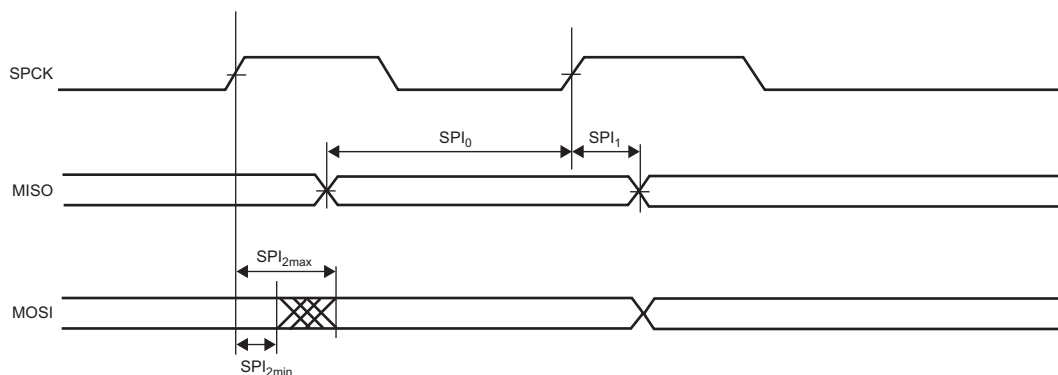 SPCK
SPI₀
SPI₁
MISO
SPI₂ₘₐₓ
MOSI
SPI₂ₘᵢₙ